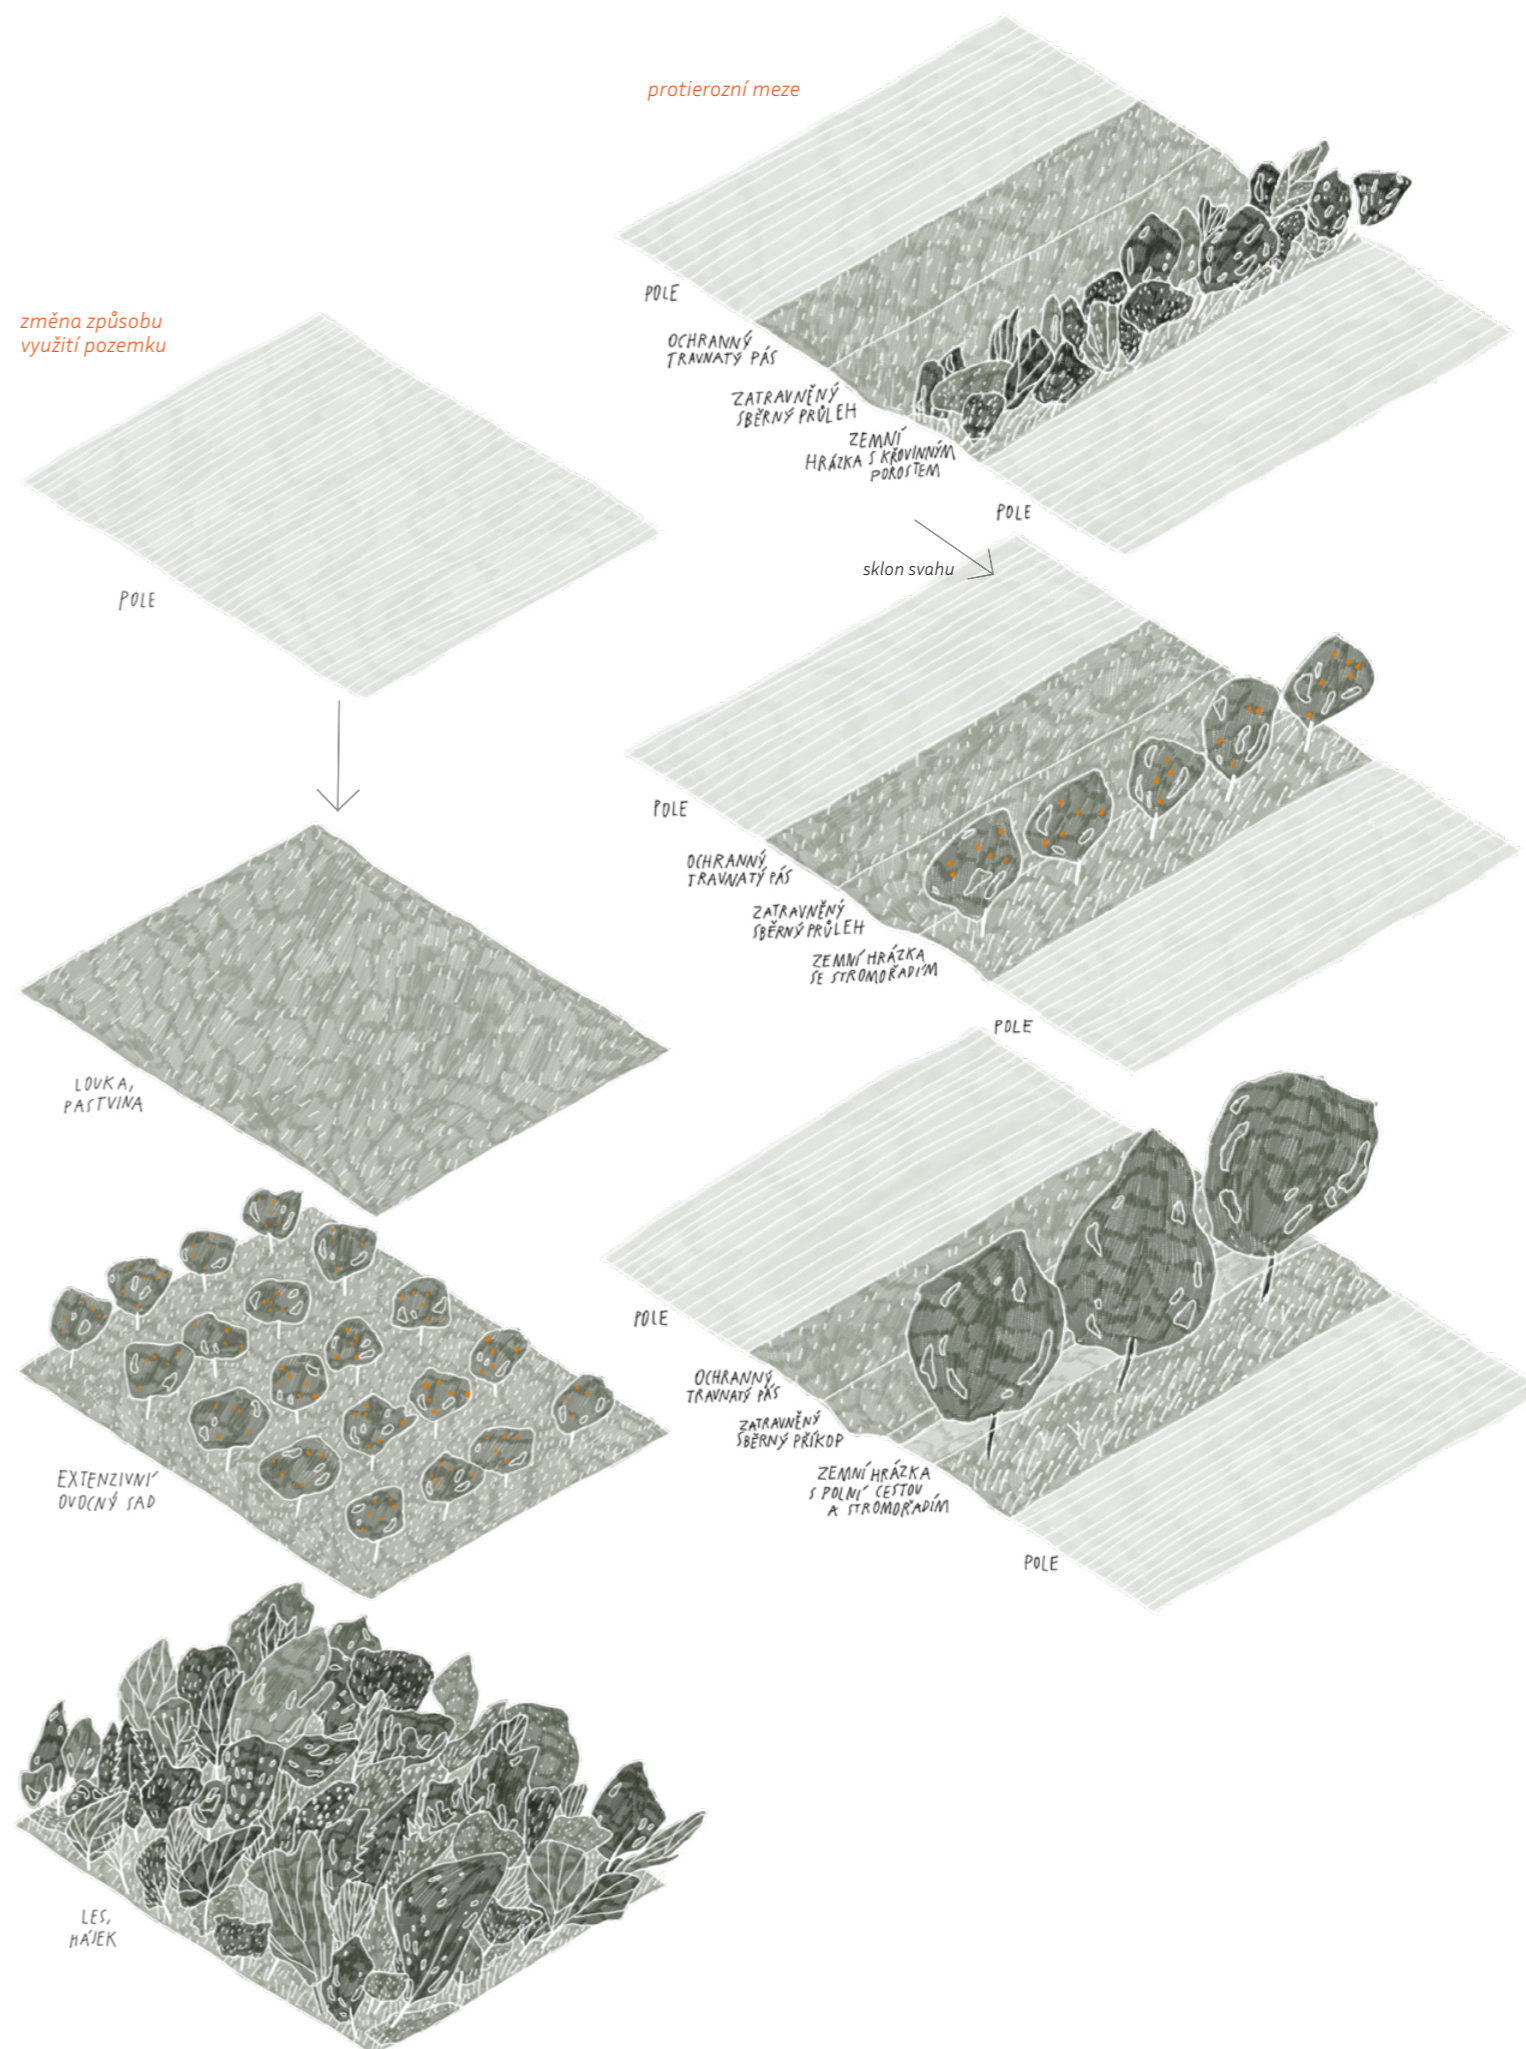 změna způsobu
využití pozemku
POLE
LOUKA,
PASTVINA
EXTENZIVNÍ
OVOCNÝ SAD
LES,
HÁJEK
protierozní meze
POLE
OCHRANNÝ
TRAVNATÝ PÁS
ZATRAVNĚNÝ
SBĚRNÝ PRŮLEH
ZEMNÍ
HRÁZKA S KŘOVINNÝM
POROSTEM
POLE
sklon svahu
POLE
OCHRANNÝ
TRAVNATÝ PÁS
ZATRAVNĚNÝ
SBĚRNÝ PRŮLEH
ZEMNÍ HRÁZKA
SE STROMOŘADÍM
POLE
POLE
OCHRANNÝ
TRAVNATÝ PÁS
ZATRAVNĚNÝ
SBĚRNÝ PŘÍKOP
ZEMNÍ HRÁZKA
S POLNÍ CESTOU
A STROMOŘADÍM
POLE